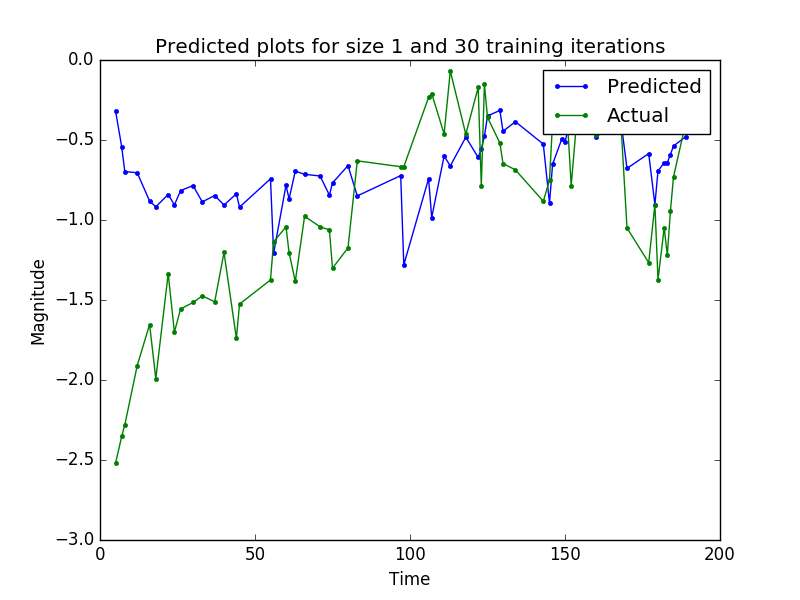 Predicted plots for size 1 and 30 training iterations
Predicted
Actual
0.0
−0.5
−1.0
−1.5
−2.0
−2.5
−3.0
Magnitude
0
50
100
150
200
Time